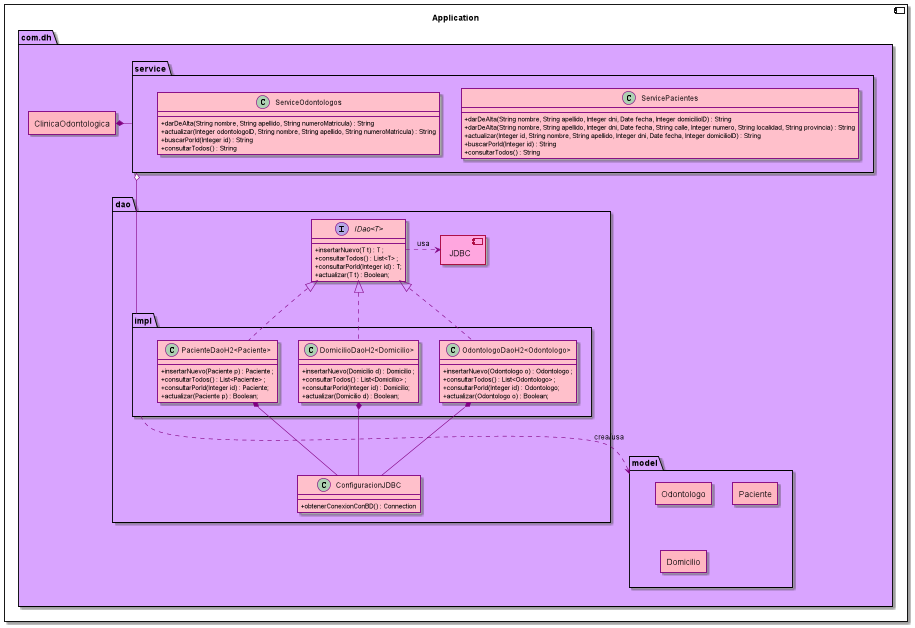 Application
com.dh
service
ClinicaOdontologica
C ServiceOdontologos
+darDeAlta(String nombre, String apellido, String numeroMatricula) : String
+actualizar(Integer odontologoID, String nombre, String apellido, String numeroMatricula) : String
+buscarPorId(Integer id) : String
+consultarTodos() : String
C ServicePacientes
+darDeAlta(String nombre, String apellido, Integer dni, Date fecha, Integer domicilioID) : String
+darDeAlta(String nombre, String apellido, Integer dni, Date fecha, String calle, Integer numero, String localidad, String provincia) : String
+actualizar(Integer id, String nombre, String apellido, Integer dni, Date fecha, Integer domicilioID) : String
+buscarPorId(Integer id) : String
+consultarTodos() : String
dao
I IDao<T>
+insertarNuevo(T t) : T ;
+consultarTodos() : List<T> ;
+consultarPorId(Integer id) : T;
+actualizar(T t) : Boolean;
usa
JDBC
impl
C PacienteDaoH2<Paciente>
+insertarNuevo(Paciente p) : Paciente ;
+consultarTodos() : List<Paciente> ;
+consultarPorId(Integer id) : Paciente;
+actualizar(Paciente p) : Boolean;
C DomicilioDaoH2<Domicilio>
+insertarNuevo(Domicilio d) : Domicilio ;
+consultarTodos() : List<Domicilio> ;
+consultarPorId(Integer id) : Domicilio;
+actualizar(Domicilio d) : Boolean;
C OdontologoDaoH2<Odontologo>
+insertarNuevo(Odontologo o) : Odontologo ;
+consultarTodos() : List<Odontologo> ;
+consultarPorId(Integer id) : Odontologo;
+actualizar(Odontologo o) : Boolean;
crea/usa
C ConfiguracionJDBC
+obtenerConexionConBD() : Connection
model
Odontologo
Paciente
Domicilio